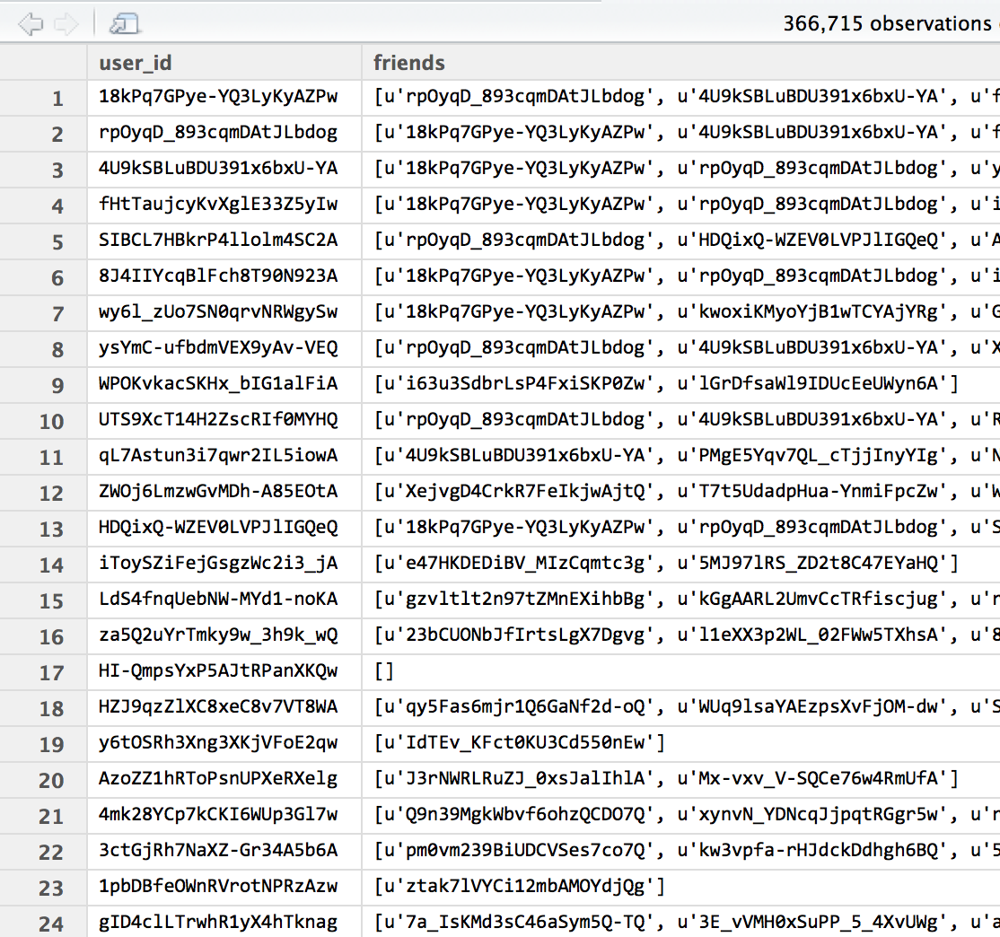 366,715 observations
user_id friends
1 18kPq7GPye-YQ3LyKyAZPw [u'rpOyqD_893cqmDAtJLbdog', u'4U9kSBLuBDU391x6bxU-YA', u'f
2 rpOyqD_893cqmDAtJLbdog [u'18kPq7GPye-YQ3LyKyAZPw', u'4U9kSBLuBDU391x6bxU-YA', u'f
3 4U9kSBLuBDU391x6bxU-YA [u'18kPq7GPye-YQ3LyKyAZPw', u'rpOyqD_893cqmDAtJLbdog', u'y
4 fHtTaujcyKvXglE33Z5yIw [u'18kPq7GPye-YQ3LyKyAZPw', u'rpOyqD_893cqmDAtJLbdog', u'i
5 SIBCL7HBkrP4llolm4SC2A [u'rpOyqD_893cqmDAtJLbdog', u'HDQixQ-WZEV0LVPJlIGQeQ', u'A
6 8J4IIYcqBlFch8T90N923A [u'18kPq7GPye-YQ3LyKyAZPw', u'rpOyqD_893cqmDAtJLbdog', u'i
7 wy6l_zUo7SN0qrvNRWgySw [u'18kPq7GPye-YQ3LyKyAZPw', u'kwoxiKMyoYjB1wTCYAjYRg', u'G
8 ysYmC-ufbdmVEX9yAv-VEQ [u'rpOyqD_893cqmDAtJLbdog', u'4U9kSBLuBDU391x6bxU-YA', u'X
9 WPOKvkacSKHx_bIG1alFiA [u'i63u3SdbrLsP4FxiSKP0Zw', u'lGrDfsaWl9IDUcEeUWyn6A']
10 UTS9XcT14H2ZscRIf0MYHQ [u'rpOyqD_893cqmDAtJLbdog', u'4U9kSBLuBDU391x6bxU-YA', u'R
11 qL7Astun3i7qwr2IL5iowA [u'4U9kSBLuBDU391x6bxU-YA', u'PMgE5Yqv7QL_cTjjInyYIg', u'N
12 ZWOj6LmzwGvMDh-A85EOtA [u'XejvgD4CrkR7FeIkjwAjtQ', u'T7t5UdadpHua-YnmiFpcZw', u'W
13 HDQixQ-WZEV0LVPJlIGQeQ [u'18kPq7GPye-YQ3LyKyAZPw', u'rpOyqD_893cqmDAtJLbdog', u'S
14 iToySZiFejGsgzWc2i3_jA [u'e47HKDEDiBV_MIzCqmtc3g', u'5MJ97lRS_ZD2t8C47EYaHQ']
15 LdS4fnqUebNW-MYd1-noKA [u'gzvltlt2n97tZMnEXihbBg', u'kGgAARL2UmvCcTRfiscjug', u'r
16 za5Q2uYrTmky9w_3h9k_wQ [u'23bCUONbJfIrtsLgX7Dgvg', u'l1eXX3p2WL_02FWw5TXhsA', u'8
17 HI-QmpsYxP5AJtRPanXKQw []
18 HZJ9qzZlXC8xeC8v7VT8WA [u'qy5Fas6mjr1Q6GaNf2d-oQ', u'WUq9lsaYAEzpsXvFjOM-dw', u'S
19 y6tOSRh3Xng3XKjVFoE2qw [u'IdTEv_KFct0KU3Cd550nEw']
20 AzoZZ1hRToPsnUPXeRXelg [u'J3rNWRLRuZJ_0xsJalIhlA', u'Mx-vxv_V-SQCe76w4RmUfA']
21 4mk28YCp7kCKI6WUp3Gl7w [u'Q9n39MgkWbvf6ohzQCDO7Q', u'xynvN_YDNcqJjpqtRGgr5w', u'r
22 3ctGjRh7NaXZ-Gr34A5b6A [u'pm0vm239BiUDCVSes7co7Q', u'kw3vpfa-rHJdckDdhgh6BQ', u'5
23 1pbDBfeOWnRVrotNPRzAzw [u'ztak7lVYCi12mbAMOYdjQg']
24 gID4clLTrwhR1yX4hTknag [u'7a_IsKMd3sC46aSym5Q-TQ', u'3E_vVMH0xSuPP_5_4XvUWg', u'a